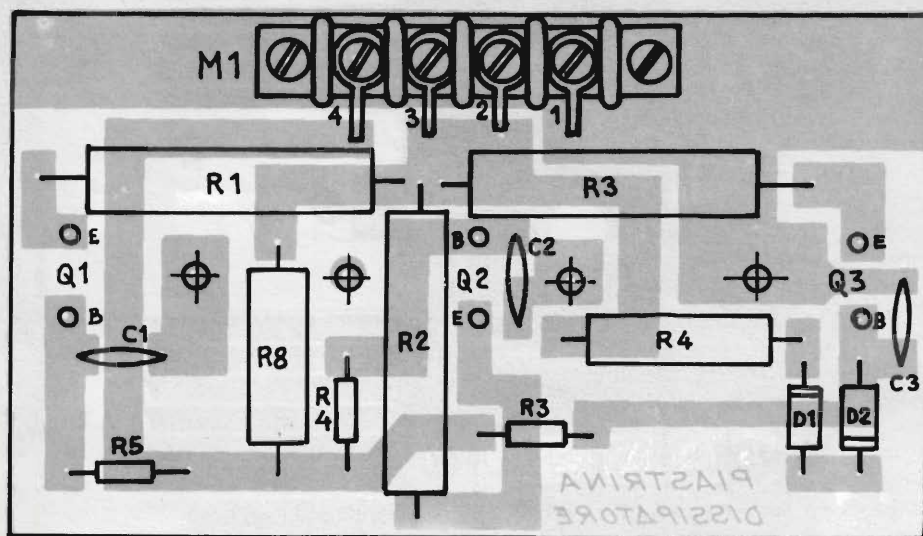 M1
4 3 2 1
R1
R3
E
B
C2
E
Q1
Q2
Q3
B
E
B
C1
R8
R2
R4
C3
R
4
R3
D1
D2
R5
PIASTRINA
DISSIPATORE